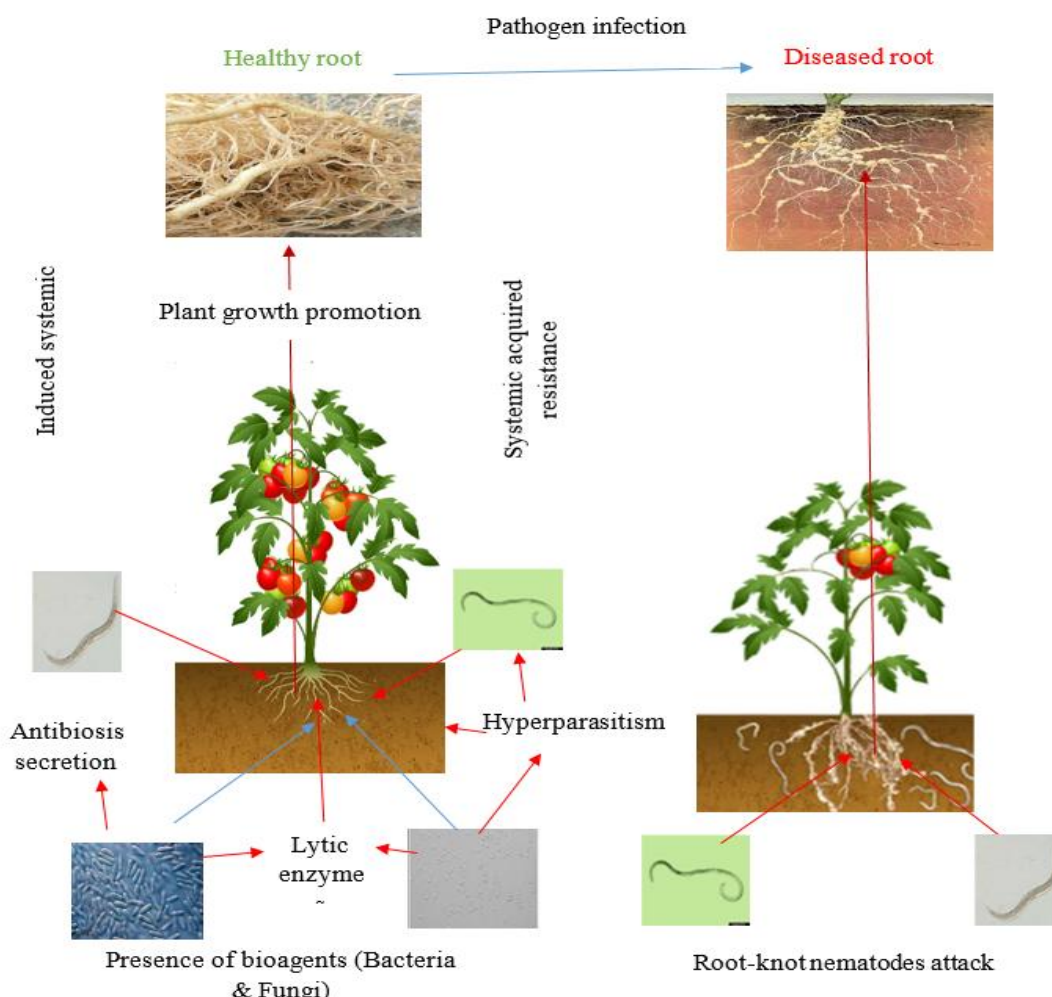 Pathogen infection
Healthy root
Diseased root
Plant growth promotion
Induced systemic
Systemic acquired
resistance
Antibiosis
secretion
Hyperparasitism
Lytic
enzyme
~
Presence of bioagents (Bacteria
& Fungi)
Root-knot nematodes attack